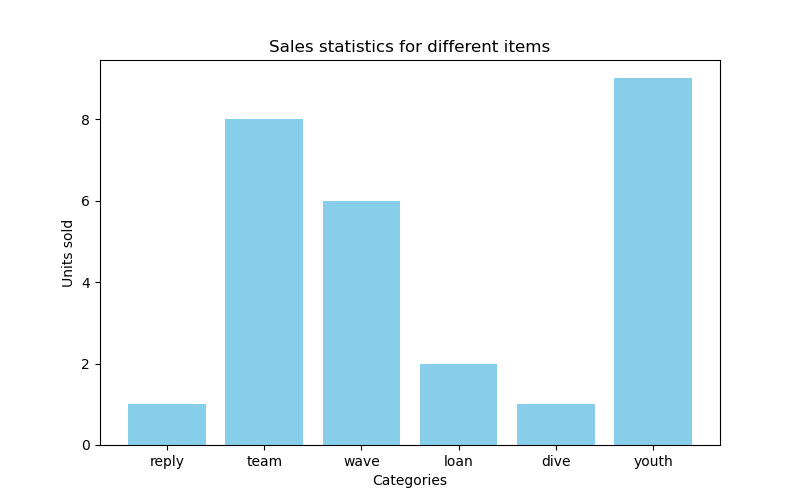 Sales statistics for different items
Units sold
8
6
4
2
0
reply team wave loan dive youth
Categories